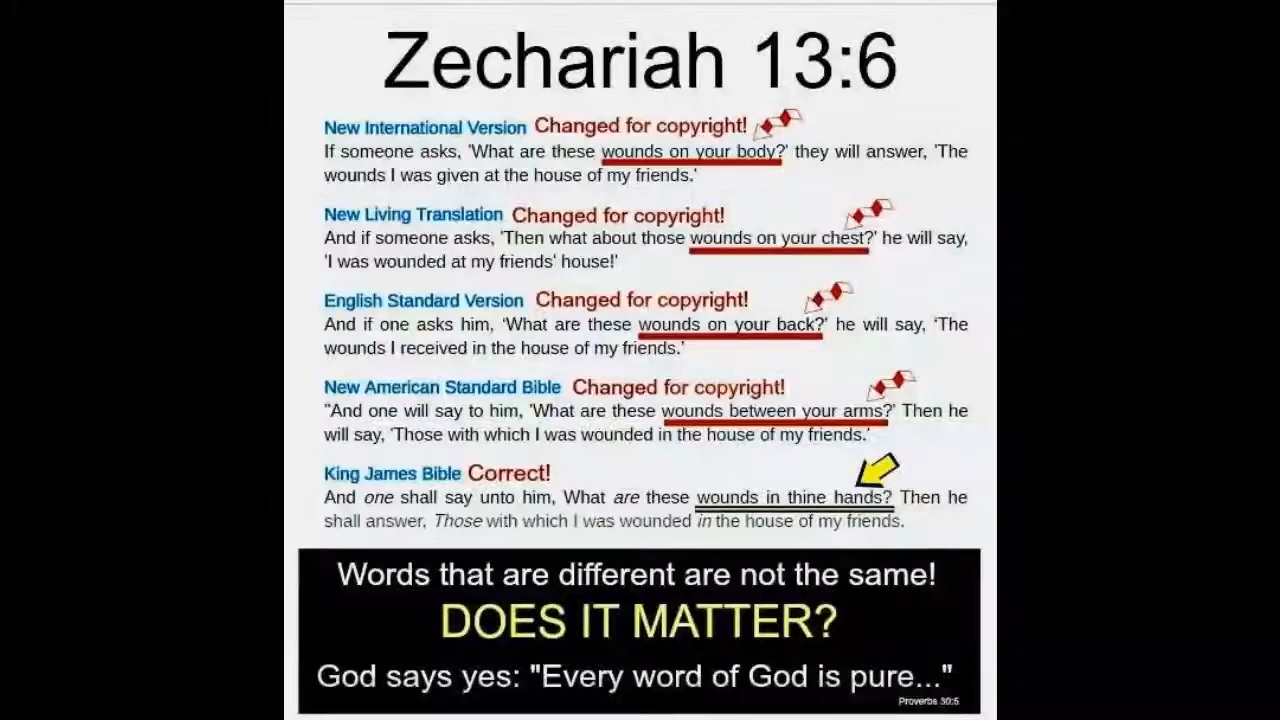 Zechariah 13:6
New International Version Changed for copyright!
If someone asks, 'What are these wounds on your body?' they will answer, 'The
wounds I was given at the house of my friends.'
New Living Translation Changed for copyright!
And if someone asks, 'Then what about those wounds on your chest?' he will say,
'I was wounded at my friends' house!'
English Standard Version Changed for copyright!
And if one asks him, 'What are these wounds on your back?' he will say, 'The
wounds I received in the house of my friends.'
New American Standard Bible Changed for copyright!
"And one will say to him, 'What are these wounds between your arms?' Then he
will say, 'Those with which I was wounded in the house of my friends.'
King James Bible Correct!
And one shall say unto him, What are these wounds in thine hands? Then he
shall answer, Those with which I was wounded in the house of my friends.
Words that are different are not the same!
DOES IT MATTER?
God says yes: "Every word of God is pure..."
Proverbs 30:5